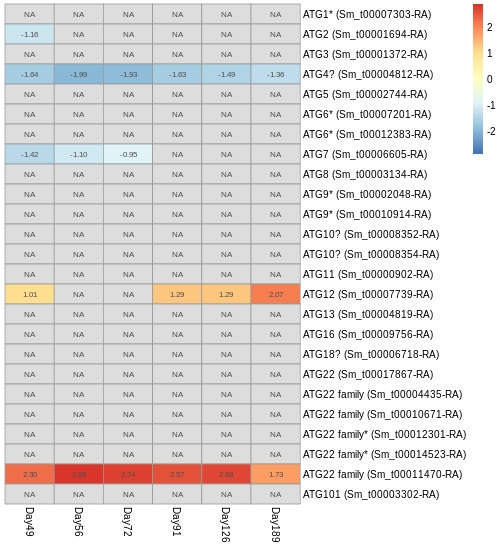 NA NA NA NA NA NA ATG1* (Sm_t00007303-RA)
-1.16 NA NA NA NA NA ATG2 (Sm_t00001694-RA)
NA NA NA NA NA NA ATG3 (Sm_t00001372-RA)
-1.64 -1.99 -1.93 -1.63 -1.49 -1.36 ATG4? (Sm_t00004812-RA)
NA NA NA NA NA NA ATG5 (Sm_t00002744-RA)
NA NA NA NA NA NA ATG6* (Sm_t00007201-RA)
NA NA NA NA NA NA ATG6* (Sm_t00012383-RA)
-1.42 -1.10 -0.95 NA NA NA ATG7 (Sm_t00006605-RA)
NA NA NA NA NA NA ATG8 (Sm_t00003134-RA)
NA NA NA NA NA NA ATG9* (Sm_t00002048-RA)
NA NA NA NA NA NA ATG9* (Sm_t00010914-RA)
NA NA NA NA NA NA ATG10? (Sm_t00008352-RA)
NA NA NA NA NA NA ATG10? (Sm_t00008354-RA)
NA NA NA NA NA NA ATG11 (Sm_t00000902-RA)
1.01 NA NA 1.29 1.29 2.07 ATG12 (Sm_t00007739-RA)
NA NA NA NA NA NA ATG13 (Sm_t00004819-RA)
NA NA NA NA NA NA ATG16 (Sm_t00009756-RA)
NA NA NA NA NA NA ATG18? (Sm_t00006718-RA)
NA NA NA NA NA NA ATG22 (Sm_t00017867-RA)
NA NA NA NA NA NA ATG22 family (Sm_t00004435-RA)
NA NA NA NA NA NA ATG22 family (Sm_t00010671-RA)
NA NA NA NA NA NA ATG22 family* (Sm_t00012301-RA)
NA NA NA NA NA NA ATG22 family* (Sm_t00014523-RA)
2.30 2.74 2.57 1.73 ATG22 family (Sm_t00011470-RA)
NA NA NA NA NA NA ATG101 (Sm_t00003302-RA)
Day49 Day56 Day72 Day91 Day126 Day189
2
1
0
-1
-2